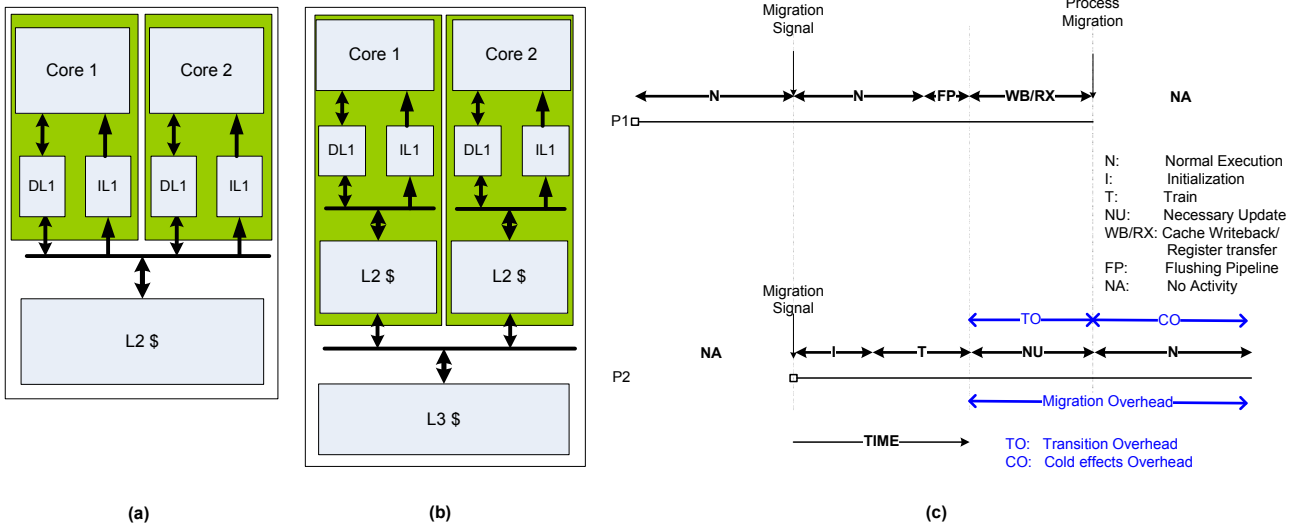 Core 1
Core 2
DL1
IL1
DL1
IL1
L2 $
(a)
Core 1
Core 2
DL1
IL1
DL1
IL1
L2 $
L2 $
L3 $
(b)
Migration
Signal
Process
Migration
N
N
FP
WB/RX
NA
P1
N: Normal Execution
I: Initialization
T: Train
NU: Necessary Update
WB/RX: Cache Writeback/
Register transfer
FP: Flushing Pipeline
NA: No Activity
Migration
Signal
TO
CO
NA
I
T
NU
N
P2
Migration Overhead
TIME
TO: Transition Overhead
CO: Cold effects Overhead
(c)